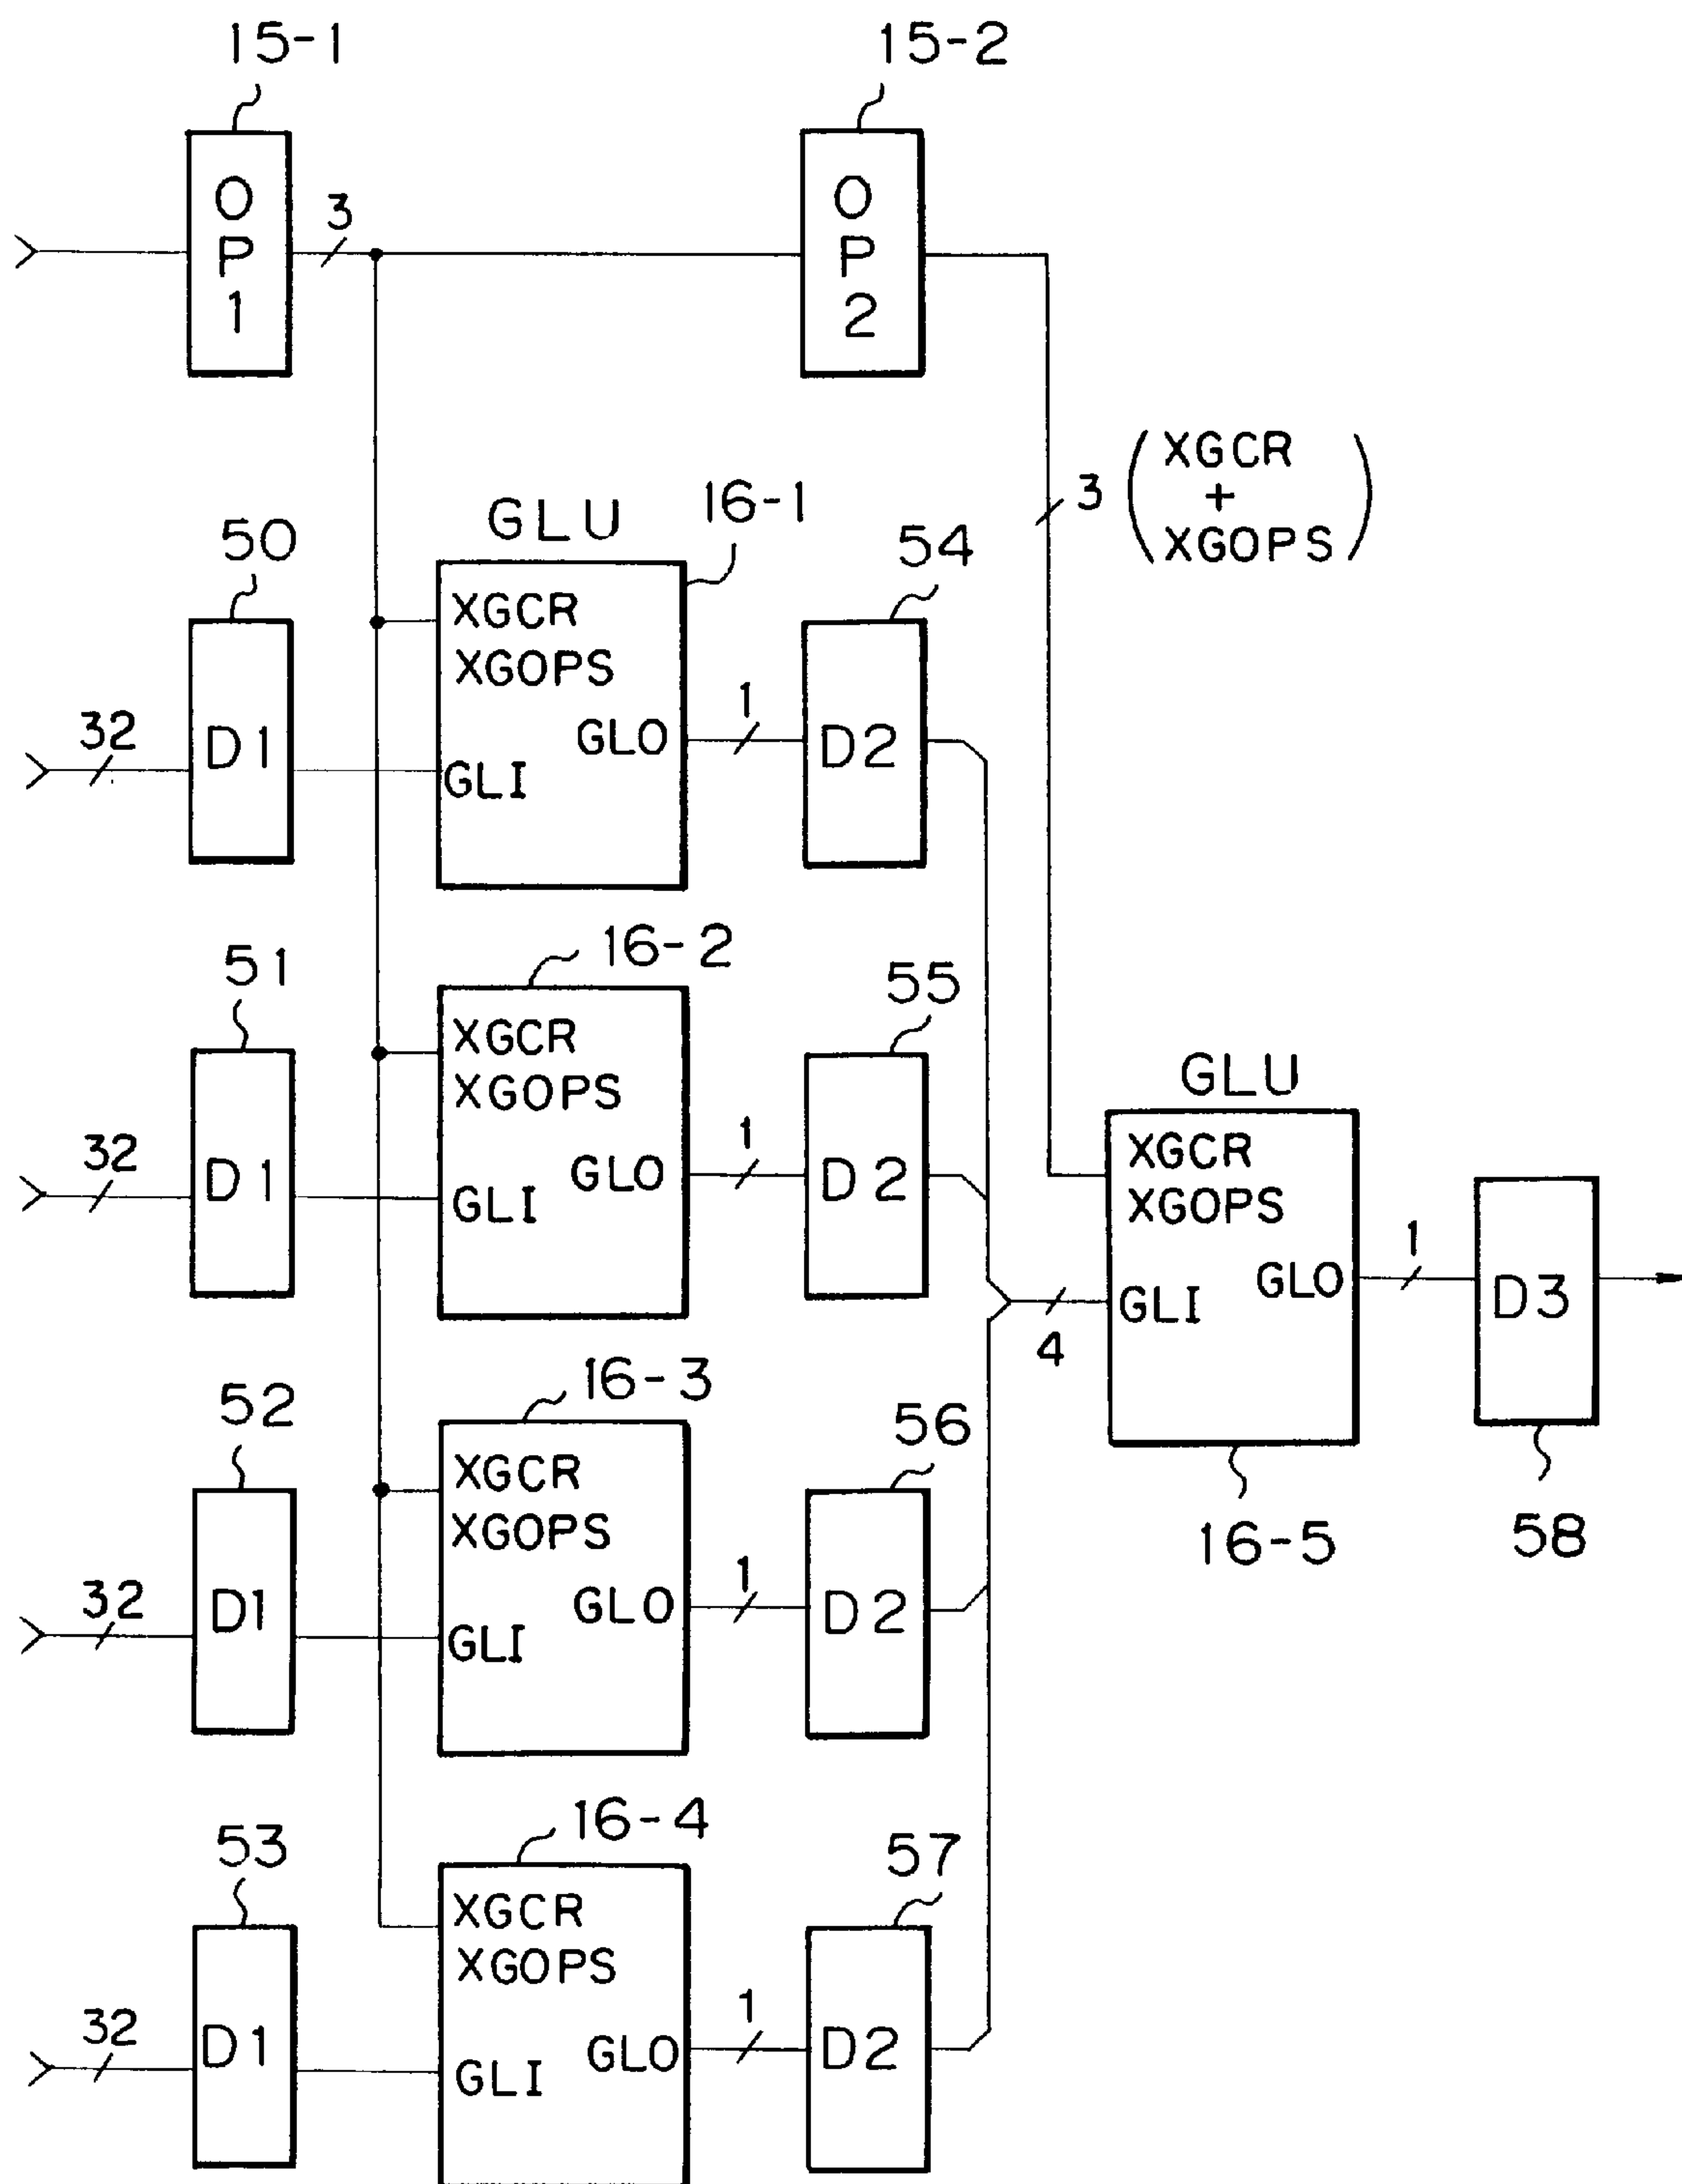 15-1
15-2
O
P
1
3
O
P
2
XGCR
+
XGOPS
3
GLU
16-1
50
54
XGCR
XGOPS
GLO
GLI
32
D1
1
D2
16-2
51
55
XGCR
XGOPS
GLO
GLI
32
D1
1
D2
GLU
XGCR
XGOPS
GLO
GLI
4
1
D3
16-5
58
16-3
52
56
XGCR
XGOPS
GLO
GLI
32
D1
1
D2
16-4
53
57
XGCR
XGOPS
GLO
GLI
32
D1
1
D2